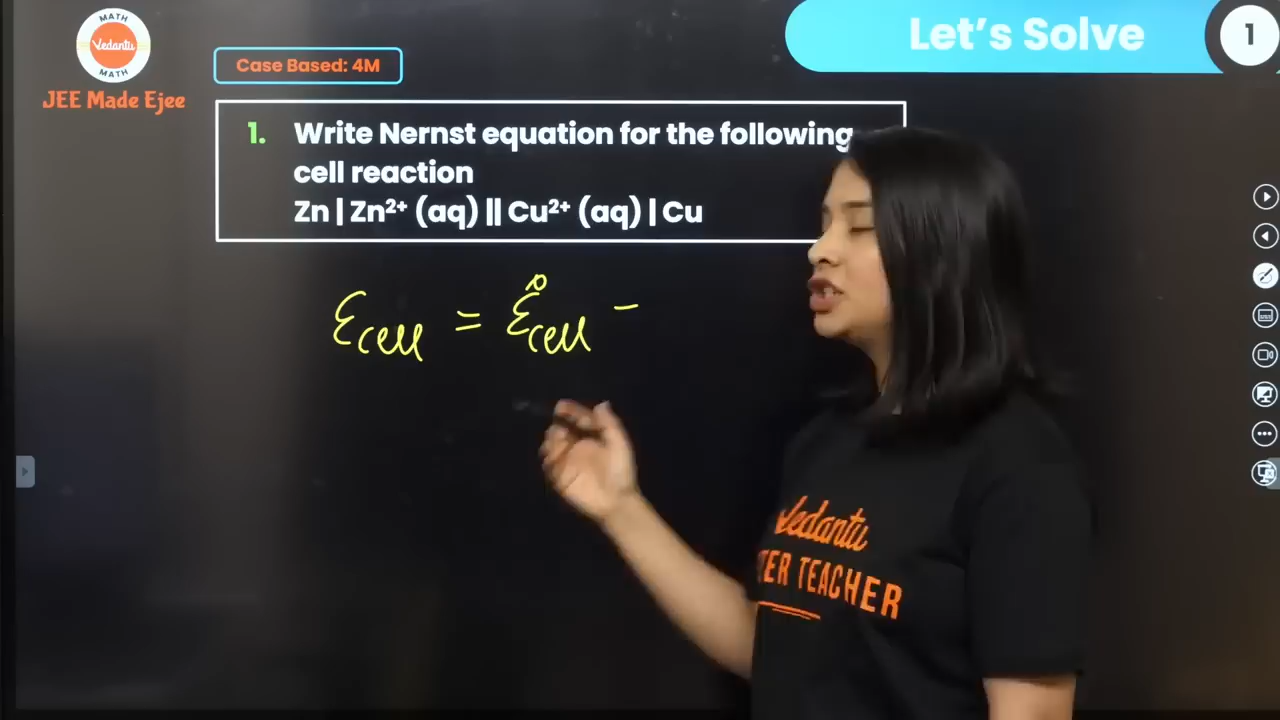 MATH
Vedantu
MATH
JEE Made Ejee
Let's Solve
1
Case Based: 4M
1. Write Nernst equation for the following
cell reaction
Zn | Zn²⁺ (aq) || Cu²⁺ (aq) | Cu
Ecell = E°cell -
Vedantu
TER TEACHER